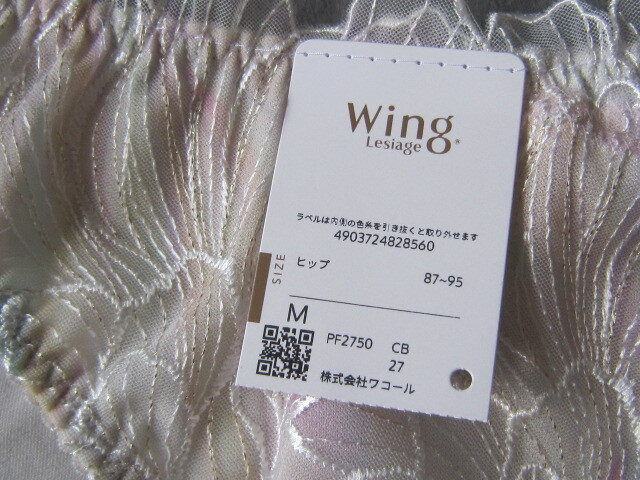 Wing
Lesiage®
ラベルは内側の色糸を引き抜くと取り外せます
4903724828560
SIZE
ヒップ 87~95
M
PF2750 CB
27
株式会社ワコール